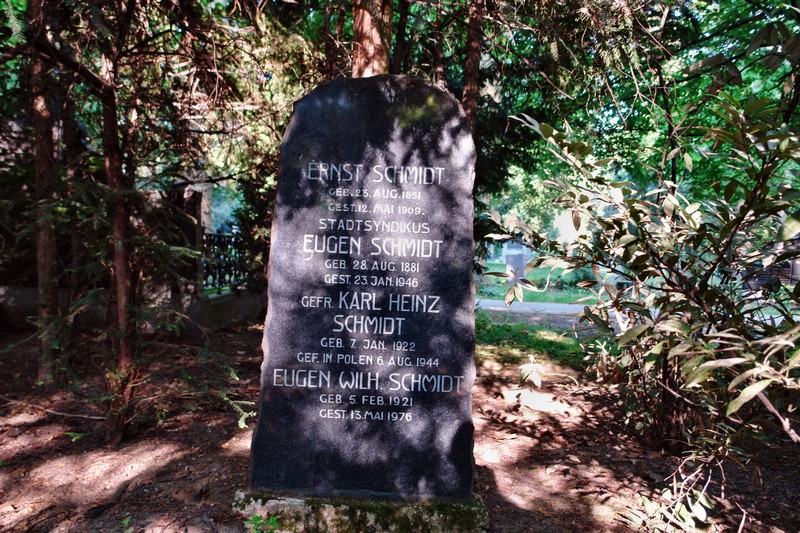 ERNST SCHMIDT
GEB. 23. AUG. 1851
GEST. 12. MAI 1909.
STADTSYNDIKUS
EUGEN SCHMIDT
GEB. 28. AUG. 1881
GEST. 23. JAN. 1946
GEFR. KARL HEINZ
SCHMIDT
GEB. 7. JAN. 1922
GEF. IN POLEN 6. AUG. 1944
EUGEN WILH. SCHMIDT
GEB. 5. FEB. 1921
GEST. 13. MAI 1976